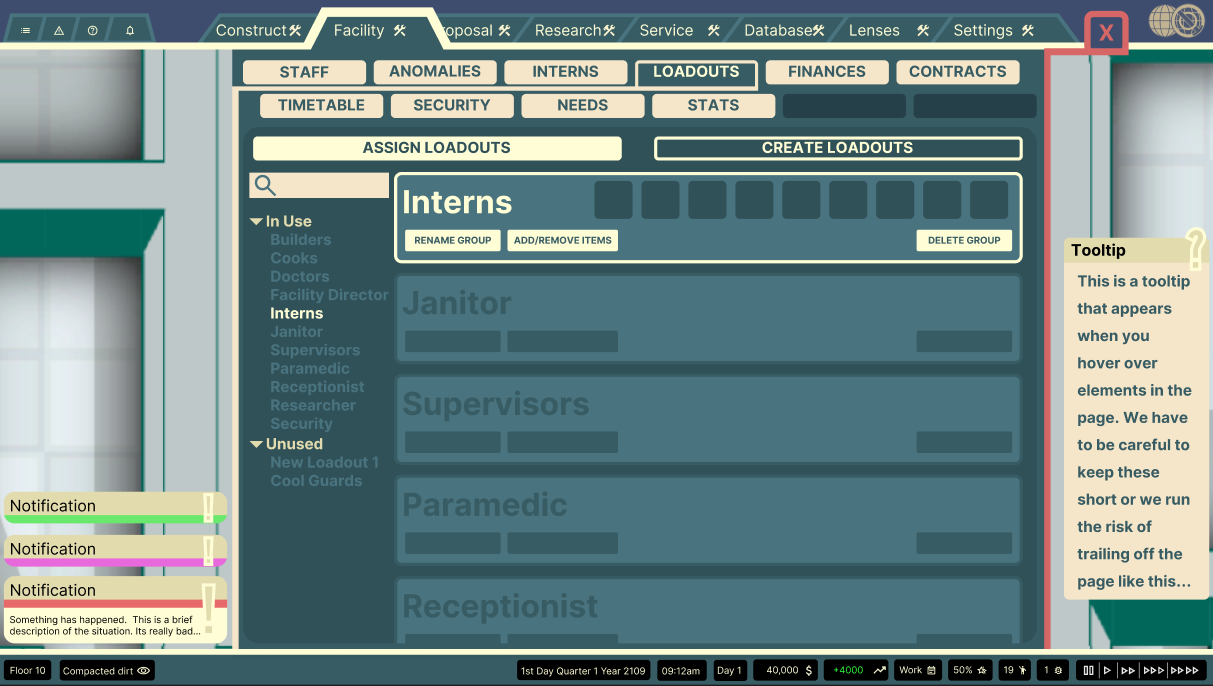 Construct
Facility
oposal
Research
Service
Database
Lenses
Settings
X
STAFF
ANOMALIES
INTERNS
LOADOUTS
FINANCES
CONTRACTS
TIMETABLE
SECURITY
NEEDS
STATS
ASSIGN LOADOUTS
CREATE LOADOUTS
In Use
Builders
Cooks
Doctors
Facility Director
Interns
Janitor
Supervisors
Paramedic
Receptionist
Researcher
Security
Unused
New Loadout 1
Cool Guards
Interns
RENAME GROUP
ADD/REMOVE ITEMS
DELETE GROUP
Janitor
Supervisors
Paramedic
Receptionist
Tooltip
?
This is a tooltip
that appears
when you
hover over
elements in the
page. We have
to be careful to
keep these
short or we run
the risk of
trailing off the
page like this...
Notification
!
Notification
!
Notification
!
Something has happened. This is a brief
description of the situation. Its really bad...
Floor 10
Compacted dirt
1st Day Quarter 1 Year 2109
09:12am
Day 1
40,000 $
+4000
Work
50%
19
1